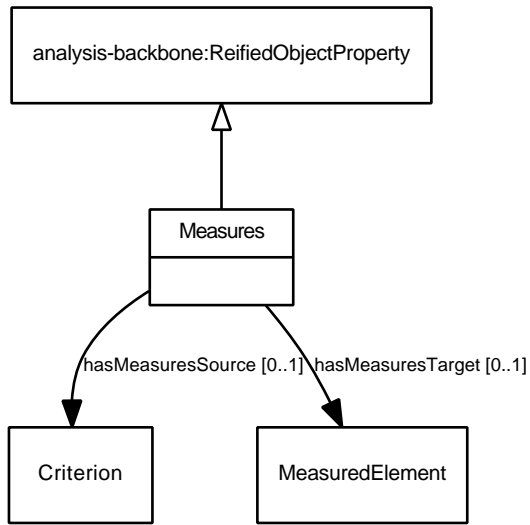 analysis-backbone:ReifiedObjectProperty
Measures
hasMeasuresSource [0..1]
hasMeasuresTarget [0..1]
Criterion
MeasuredElement